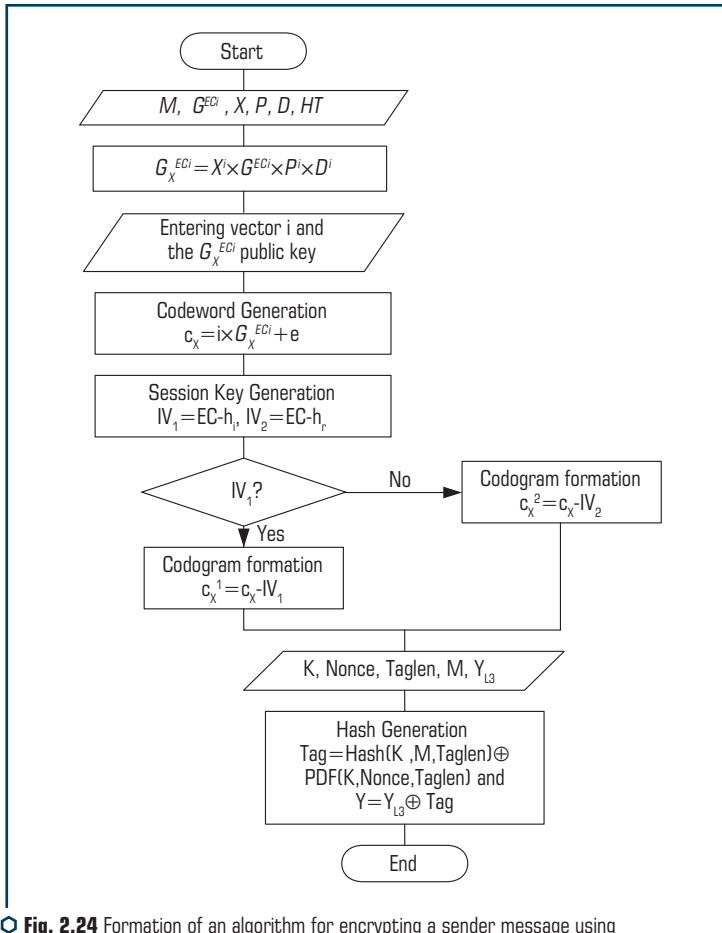 Start
M, G^ECi, X, P, D, HT
G_X^ECi=X^i×G^ECi×P^i×D^i
Entering vector i and
the G_X^ECi public key
Codeword Generation
c_X=i×G_X^ECi+e
Session Key Generation
IV_1=EC-h_i, IV_2=EC-h_r
IV_1?
No
Codogram formation
c_X^2=c_X-IV_2
Yes
Codogram formation
c_X^1=c_X-IV_1
K, Nonce, Taglen, M, Y_L3
Hash Generation
Tag=Hash(K ,M,Taglen)⊕
PDF(K,Nonce,Taglen) and
Y=Y_L3⊕ Tag
End
Fig. 2.24 Formation of an algorithm for encrypting a sender message using